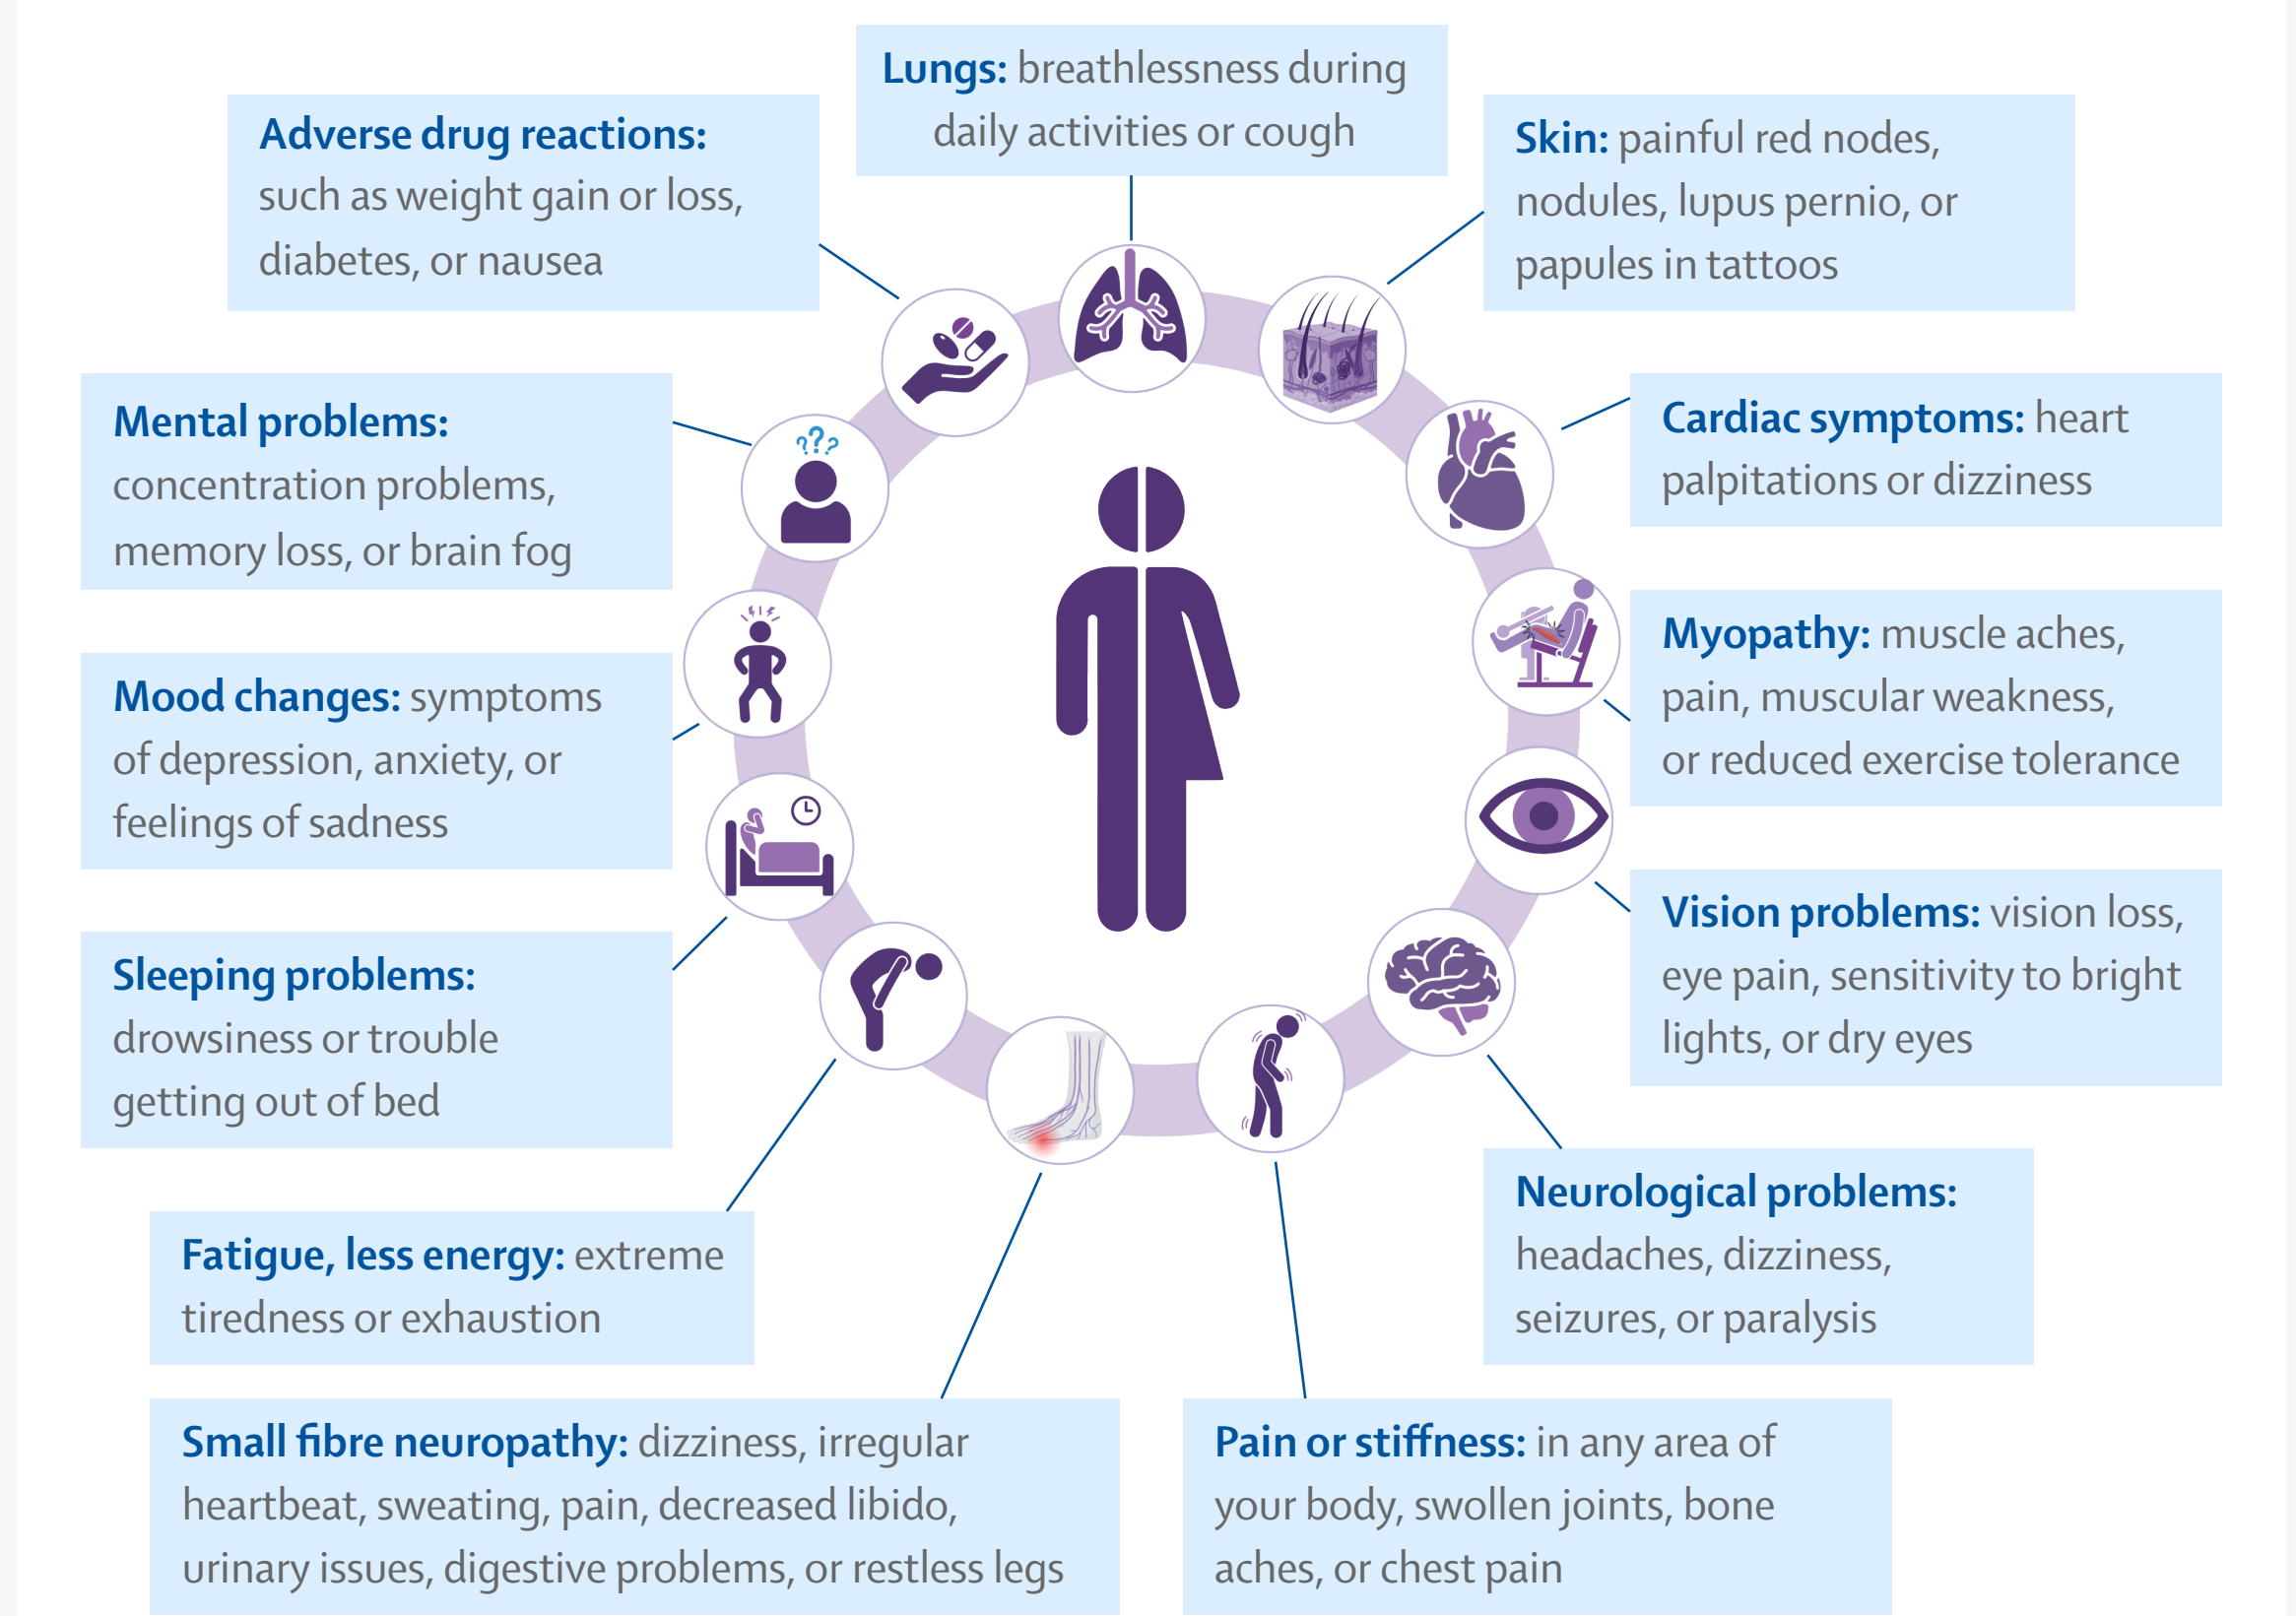 Lungs: breathlessness during
daily activities or cough
Adverse drug reactions:
such as weight gain or loss,
diabetes, or nausea
Skin: painful red nodes,
nodules, lupus pernio, or
papules in tattoos
Mental problems:
concentration problems,
memory loss, or brain fog
???
Cardiac symptoms: heart
palpitations or dizziness
Mood changes: symptoms
of depression, anxiety, or
feelings of sadness
Myopathy: muscle aches,
pain, muscular weakness,
or reduced exercise tolerance
Sleeping problems:
drowsiness or trouble
getting out of bed
Vision problems: vision loss,
eye pain, sensitivity to bright
lights, or dry eyes
Fatigue, less energy: extreme
tiredness or exhaustion
Neurological problems:
headaches, dizziness,
seizures, or paralysis
Small fibre neuropathy: dizziness, irregular
heartbeat, sweating, pain, decreased libido,
urinary issues, digestive problems, or restless legs
Pain or stiffness: in any area of
your body, swollen joints, bone
aches, or chest pain